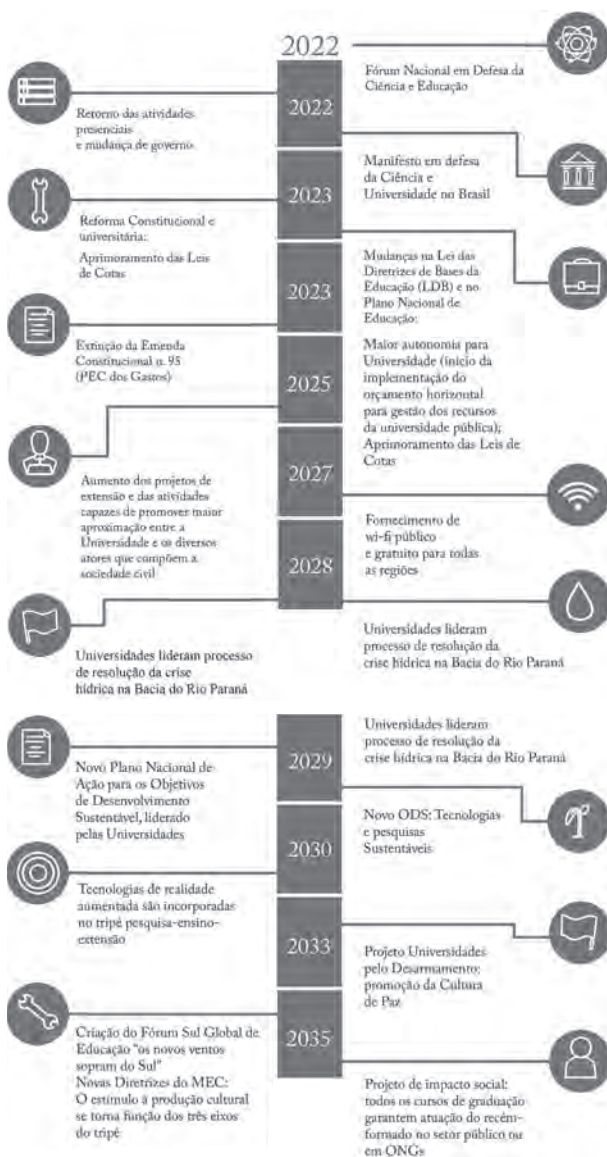 2022
Fórum Nacional em Defesa da
Ciência e Educação
2022
Retorno das atividades
presenciais
e mudança de governo
Manifesto em defesa
da Ciência e
Universidade no Brasil
2023
Reforma Constitucional e
universitária:
Aprimoramento das Leis
de Cotas
Mudanças na Lei das
Diretrizes de Bases da
Educação (LDB) e no
Plano Nacional de
Educação:
Maior autonomia para
Universidade (início da
implementação do
orçamento horizontal
para gestão dos recursos
da universidade pública);
Aprimoramento das Leis de
Cotas
2023
Extinção da Emenda
Constitucional n. 95
(PEC dos Gastos)
2025
Aumento dos projetos de
extensão e das atividades
capazes de promover maior
aproximação entre a
Universidade e os diversos
atores que compõem a
sociedade civil
2027
Fornecimento de
wi-fi público
e gratuito para todas
as regiões
2028
Universidades lideram processo
de resolução da crise
hídrica na Bacia do Rio Paraná
Universidades lideram
processo de resolução da
crise hídrica na Bacia do Rio Paraná
Universidades lideram
processo de resolução da
crise hídrica na Bacia do Rio Paraná
2029
Novo Plano Nacional de
Ação para os Objetivos
de Desenvolvimento
Sustentável, liderado
pelas Universidades
Novo ODS: Tecnologias
e pesquisas
Sustentáveis
2030
Tecnologias de realidade
aumentada são incorporadas
no tripé pesquisa-ensino-
extensão
2033
Projeto Universidades
pelo Desarmamento:
promoção da Cultura
de Paz
2035
Criação do Fórum Sul Global de
Educação "os novos ventos
sopram do Sul"
Novas Diretrizes do MEC:
O estímulo à produção cultural
se torna função dos três eixos
do tripé
Projeto de impacto social:
todos os cursos de graduação
garantem atuação do recém-
formado no setor público ou
em ONGs